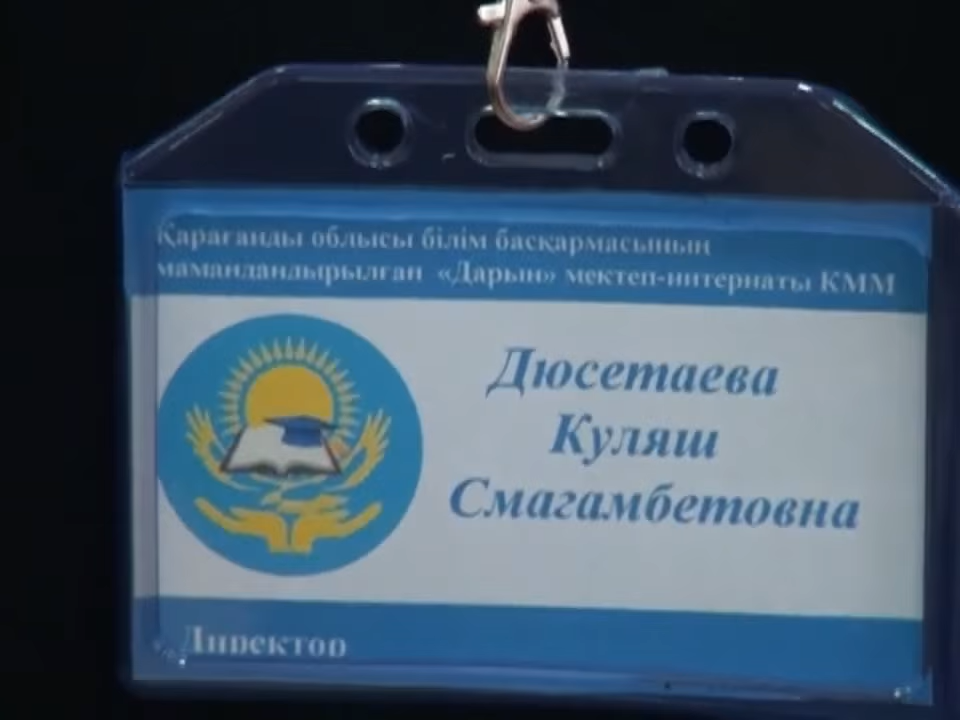 Қарағанды облысы білім басқармасының
мамандандырылған «Дарын» мектеп-интернаты КММ
Дюсетаева
Куляш
Смагамбетовна
Директор